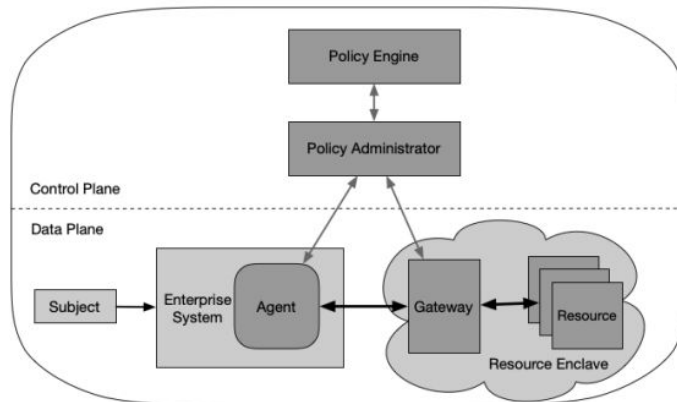 Policy Engine
Policy Administrator
Control Plane
Data Plane
Subject
Enterprise
System
Agent
Gateway
Resource
Resource Enclave